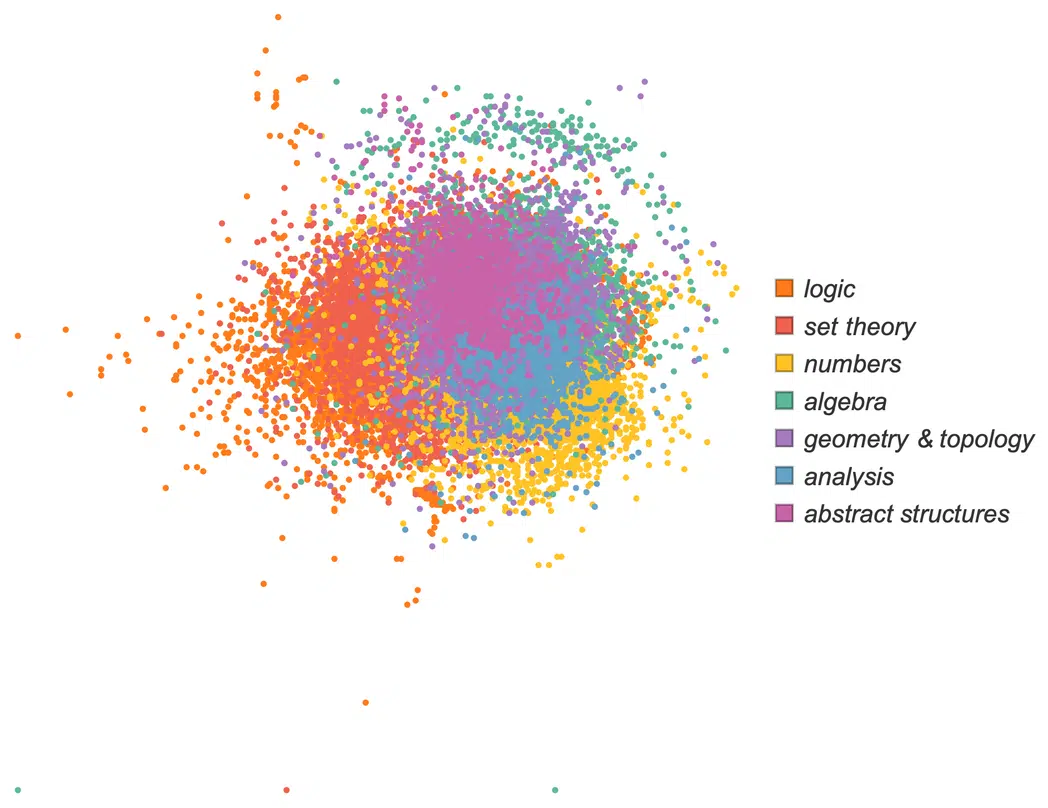 logic
set theory
numbers
algebra
geometry & topology
analysis
abstract structures